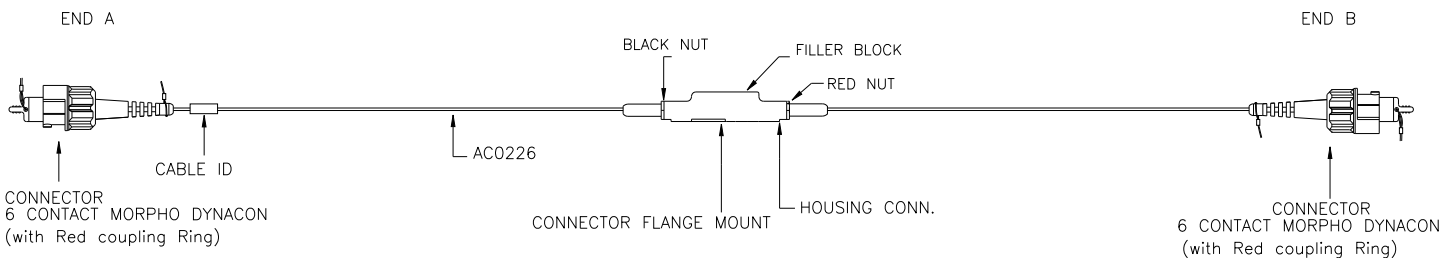 END A
END B
BLACK NUT
FILLER BLOCK
RED NUT
AC0226
CABLE ID
CONNECTOR
6 CONTACT MORPHO DYNACON
(with Red coupling Ring)
CONNECTOR FLANGE MOUNT
HOUSING CONN.
CONNECTOR
6 CONTACT MORPHO DYNACON
(with Red coupling Ring)